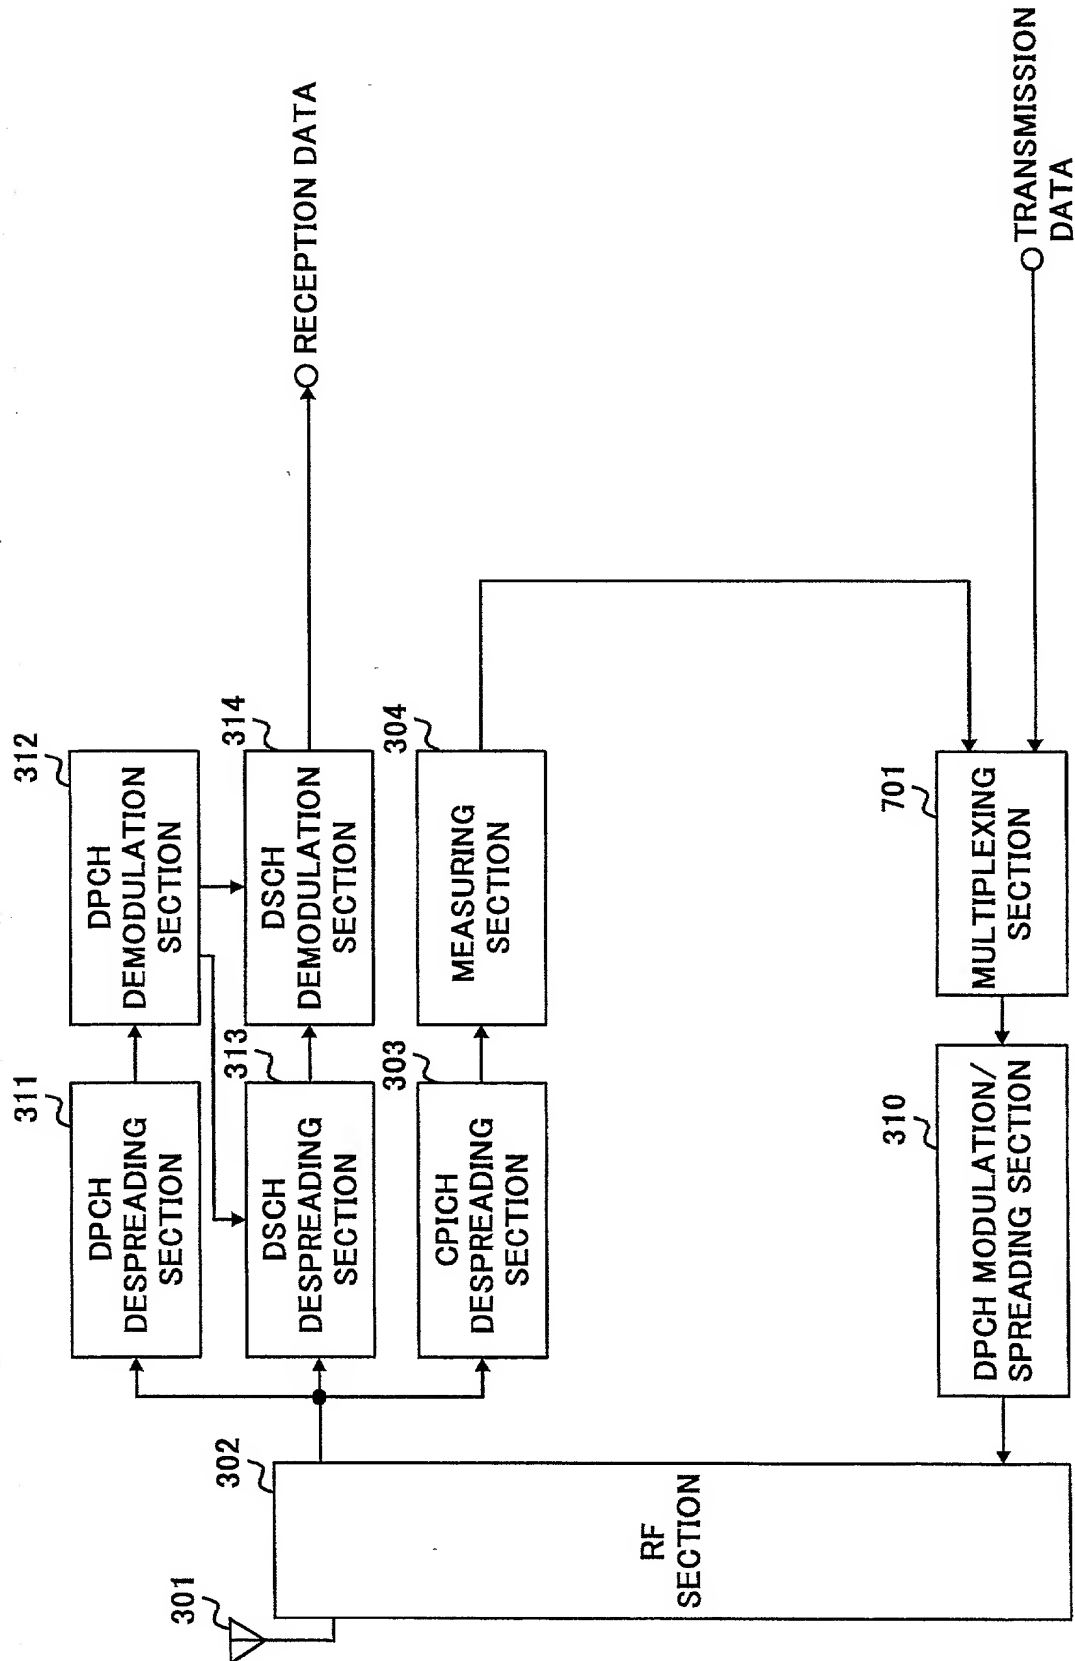 301
302
RF
SECTION
311
DPCH
DESPREADING
SECTION
312
DPCH
DEMODULATION
SECTION
313
DSCH
DESPREADING
SECTION
314
DSCH
DEMODULATION
SECTION
RECEPTION DATA
303
CPICH
DESPREADING
SECTION
304
MEASURING
SECTION
310
DPCH MODULATION/
SPREADING SECTION
701
MULTIPLEXING
SECTION
TRANSMISSION
DATA